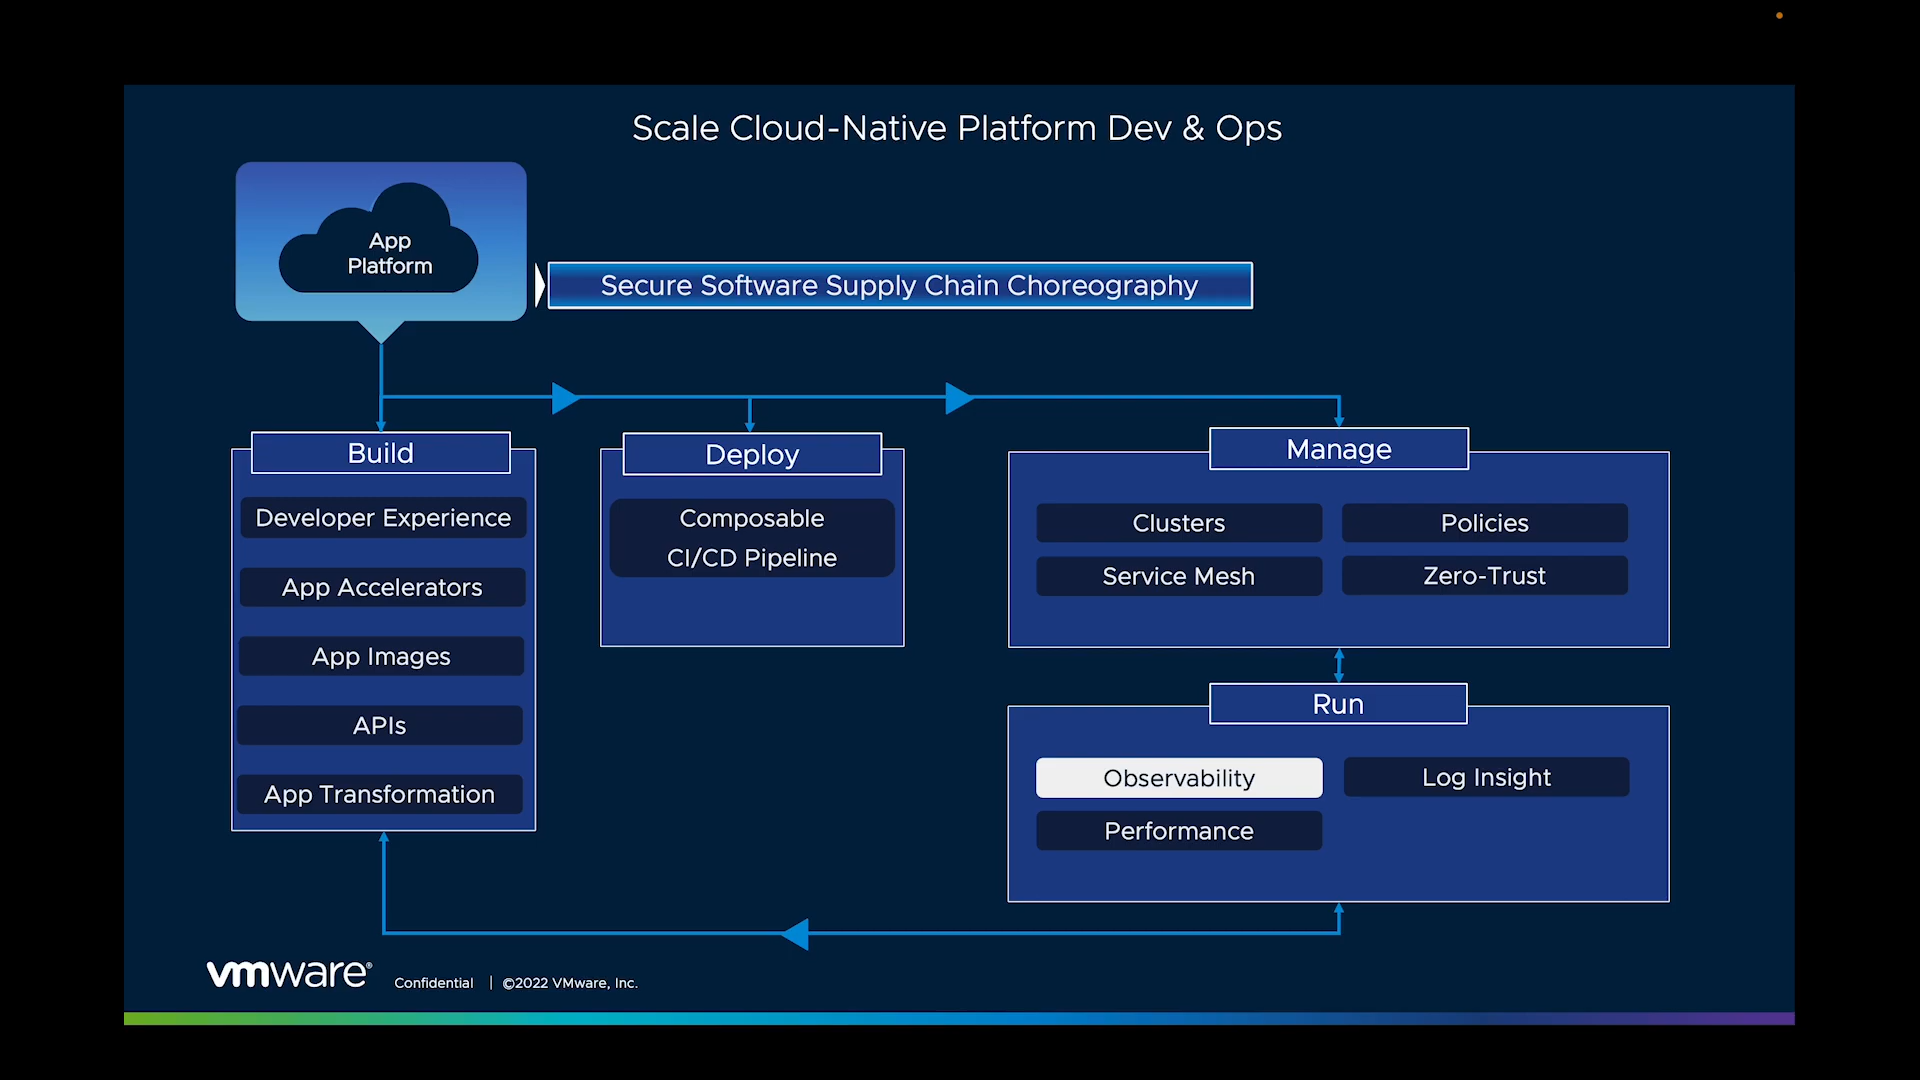 Scale Cloud-Native Platform Dev & Ops
App
Platform
Secure Software Supply Chain Choreography
Build
Developer Experience
App Accelerators
App Images
APIs
App Transformation
Deploy
Composable
CI/CD Pipeline
Manage
Clusters
Policies
Service Mesh
Zero-Trust
Run
Observability
Log Insight
Performance
vmware®
Confidential | ©2022 VMware, Inc.